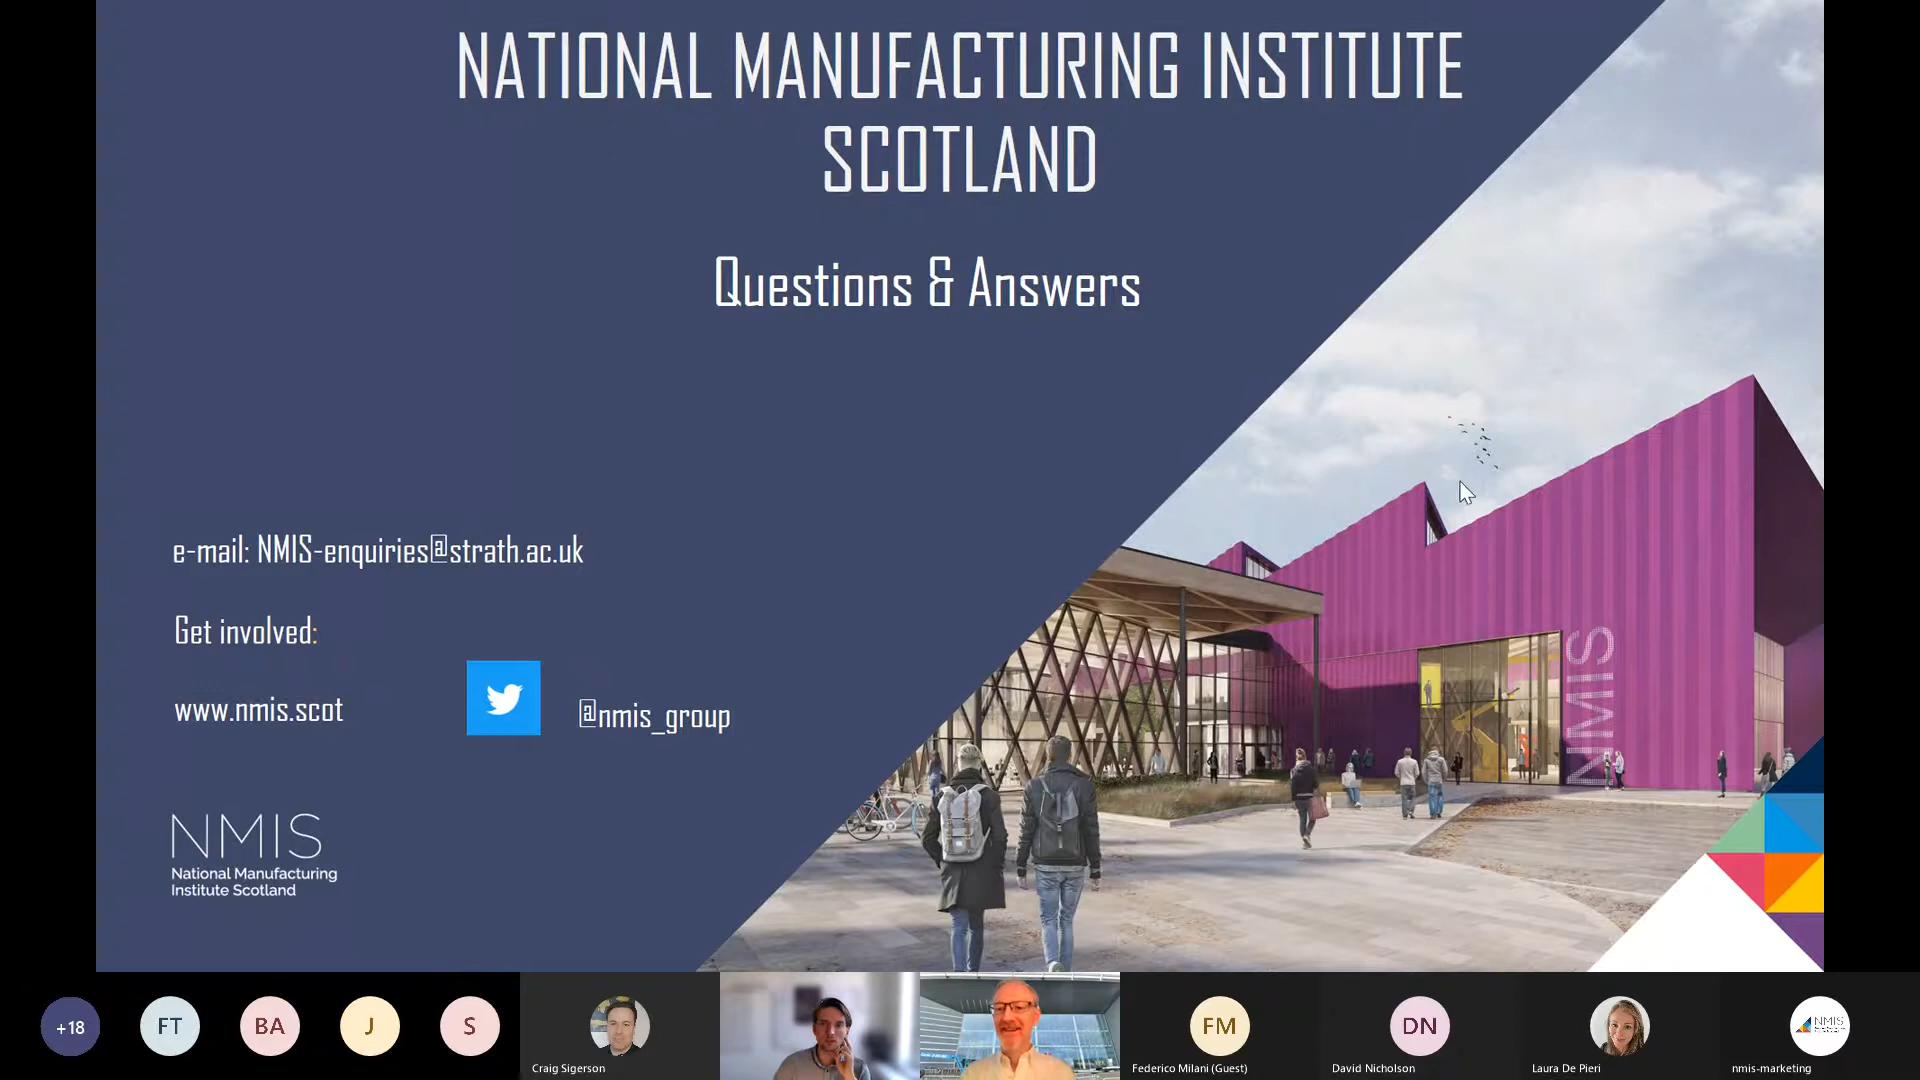 NATIONAL MANUFACTURING INSTITUTE
SCOTLAND
Questions & Answers
e-mail: NMIS-enquiries@strath.ac.uk
Get involved:
www.nmis.scot
@nmis_group
NMIS
National Manufacturing
Institute Scotland
NMIS
+18
FT
BA
J
S
Craig Sigerson
FM
Federico Milani (Guest)
DN
David Nicholson
Laura De Pieri
NMIS
nmis-marketing